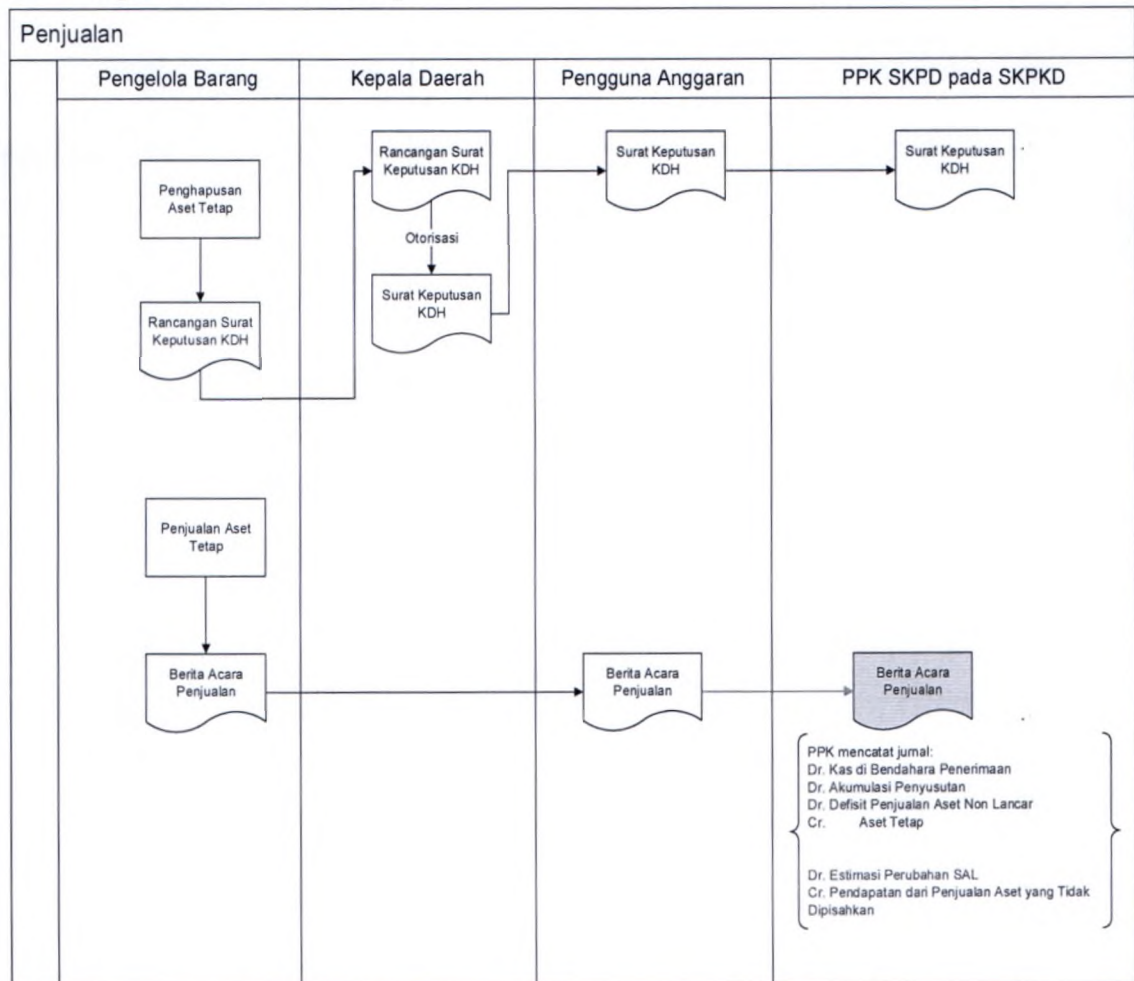 Penjualan
Pengelola Barang
Kepala Daerah
Pengguna Anggaran
PPK SKPD pada SKPKD
Penghapusan
Aset Tetap
Rancangan Surat
Keputusan KDH
Rancangan Surat
Keputusan KDH
Otorisasi
Surat Keputusan
KDH
Surat Keputusan
KDH
Surat Keputusan
KDH
Penjualan Aset
Tetap
Berita Acara
Penjualan
Berita Acara
Penjualan
Berita Acara
Penjualan
PPK mencatat jurnal:
Dr. Kas di Bendahara Penerimaan
Dr. Akumulasi Penyusutan
Dr. Defisit Penjualan Aset Non Lancar
Cr. Aset Tetap
Dr. Estimasi Perubahan SAL
Cr. Pendapatan dari Penjualan Aset yang Tidak
Dipisahkan